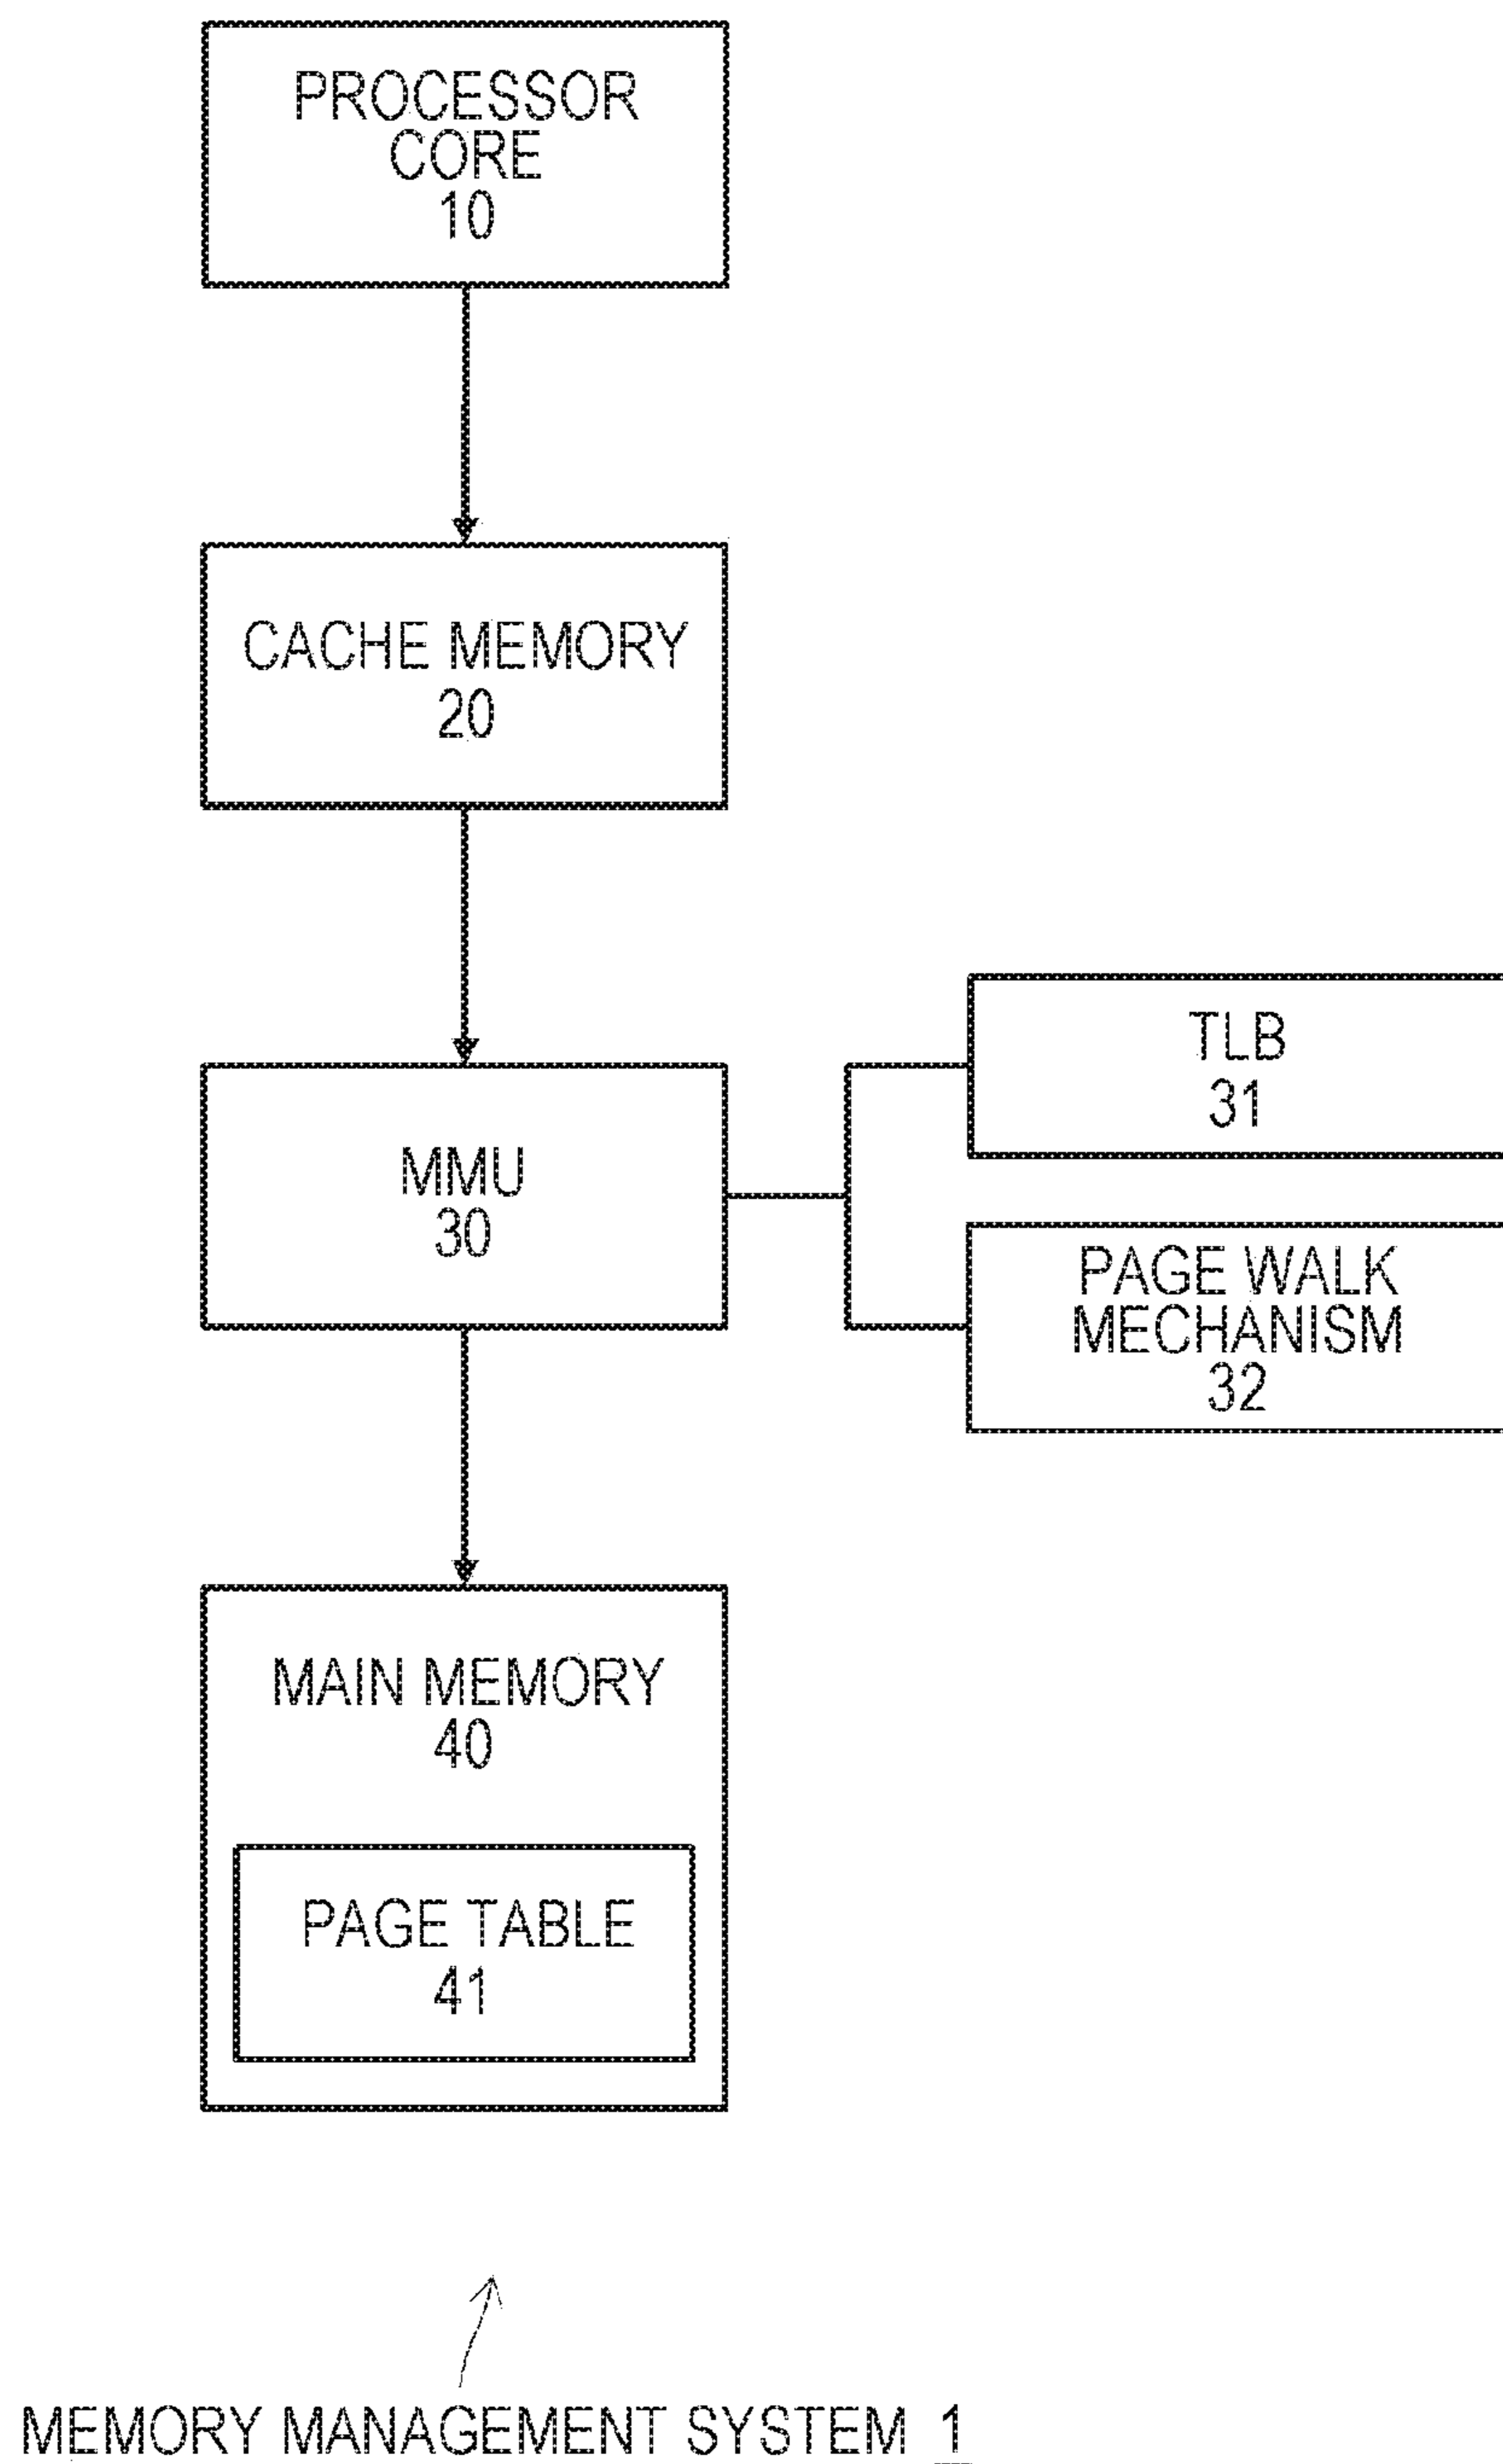 PROCESSOR
CORE
10
CACHE MEMORY
20
TLB
31
MMU
30
PAGE WALK
MECHANISM
32
MAIN MEMORY
40
PAGE TABLE
41
MEMORY MANAGEMENT SYSTEM 1